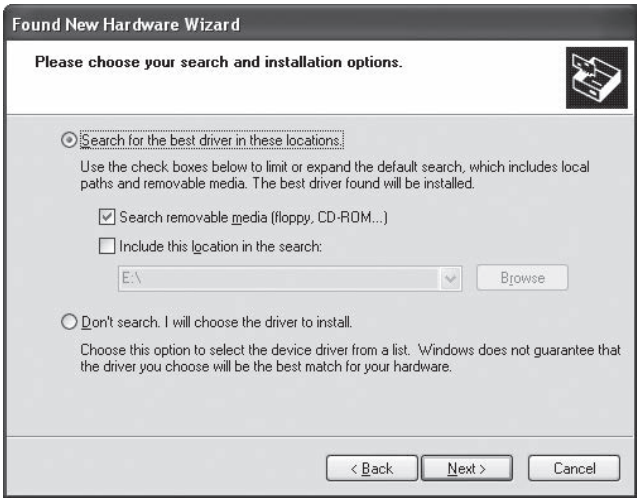 Found New Hardware Wizard
Please choose your search and installation options.
Search for the best driver in these locations.
Use the check boxes below to limit or expand the default search, which includes local
paths and removable media. The best driver found will be installed.
Search removable media (floppy, CD-ROM...)
Include this location in the search:
E:\
Browse
Don't search. I will choose the driver to install.
Choose this option to select the device driver from a list. Windows does not guarantee that
the driver you choose will be the best match for your hardware.
< Back
Next >
Cancel